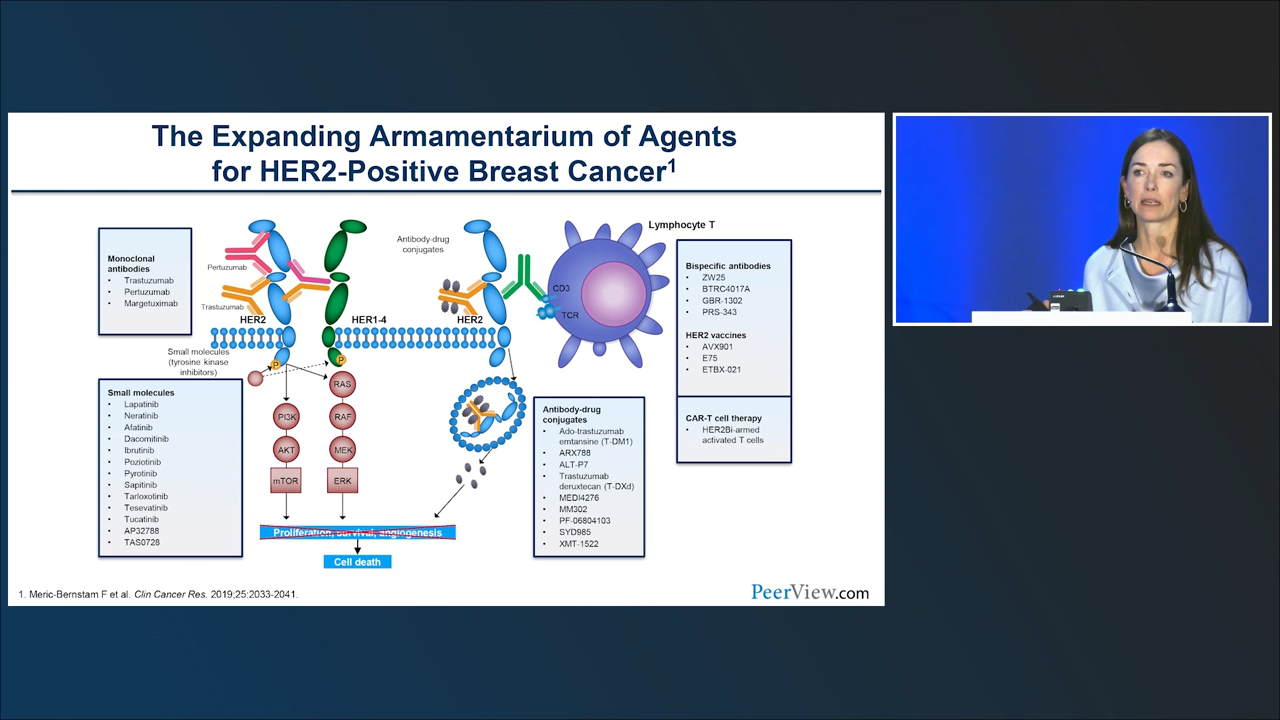 The Expanding Armamentarium of Agents
for HER2-Positive Breast Cancer1
Monoclonal
antibodies
• Trastuzumab
• Pertuzumab
• Margetuximab
Pertuzumab
Trastuzumab
HER2
HER1-4
Antibody-drug
conjugates
HER2
CD3
TCR
Lymphocyte T
Small molecules
(tyrosine kinase
inhibitors)
P
P
RAS
PI3K
RAF
AKT
MEK
mTOR
ERK
Proliferation, survival, angiogenesis
Cell death
Small molecules
• Lapatinib
• Neratinib
• Afatinib
• Dacomitinib
• Ibrutinib
• Poziotinib
• Pyrotinib
• Sapitinib
• Tarloxotinib
• Tesevatinib
• Tucatinib
• AP32788
• TAS0728
Antibody-drug
conjugates
• Ado-trastuzumab
emtansine (T-DM1)
• ARX788
• ALT-P7
• Trastuzumab
deruxtecan (T-DXd)
• MEDI4276
• MM302
• PF-06804103
• SYD985
• XMT-1522
Bispecific antibodies
• ZW25
• BTRC4017A
• GBR-1302
• PRS-343
HER2 vaccines
• AVX901
• E75
• ETBX-021
CAR-T cell therapy
• HER2Bi-armed
activated T cells
1. Meric-Bernstam F et al. Clin Cancer Res. 2019;25:2033-2041.
PeerView.com